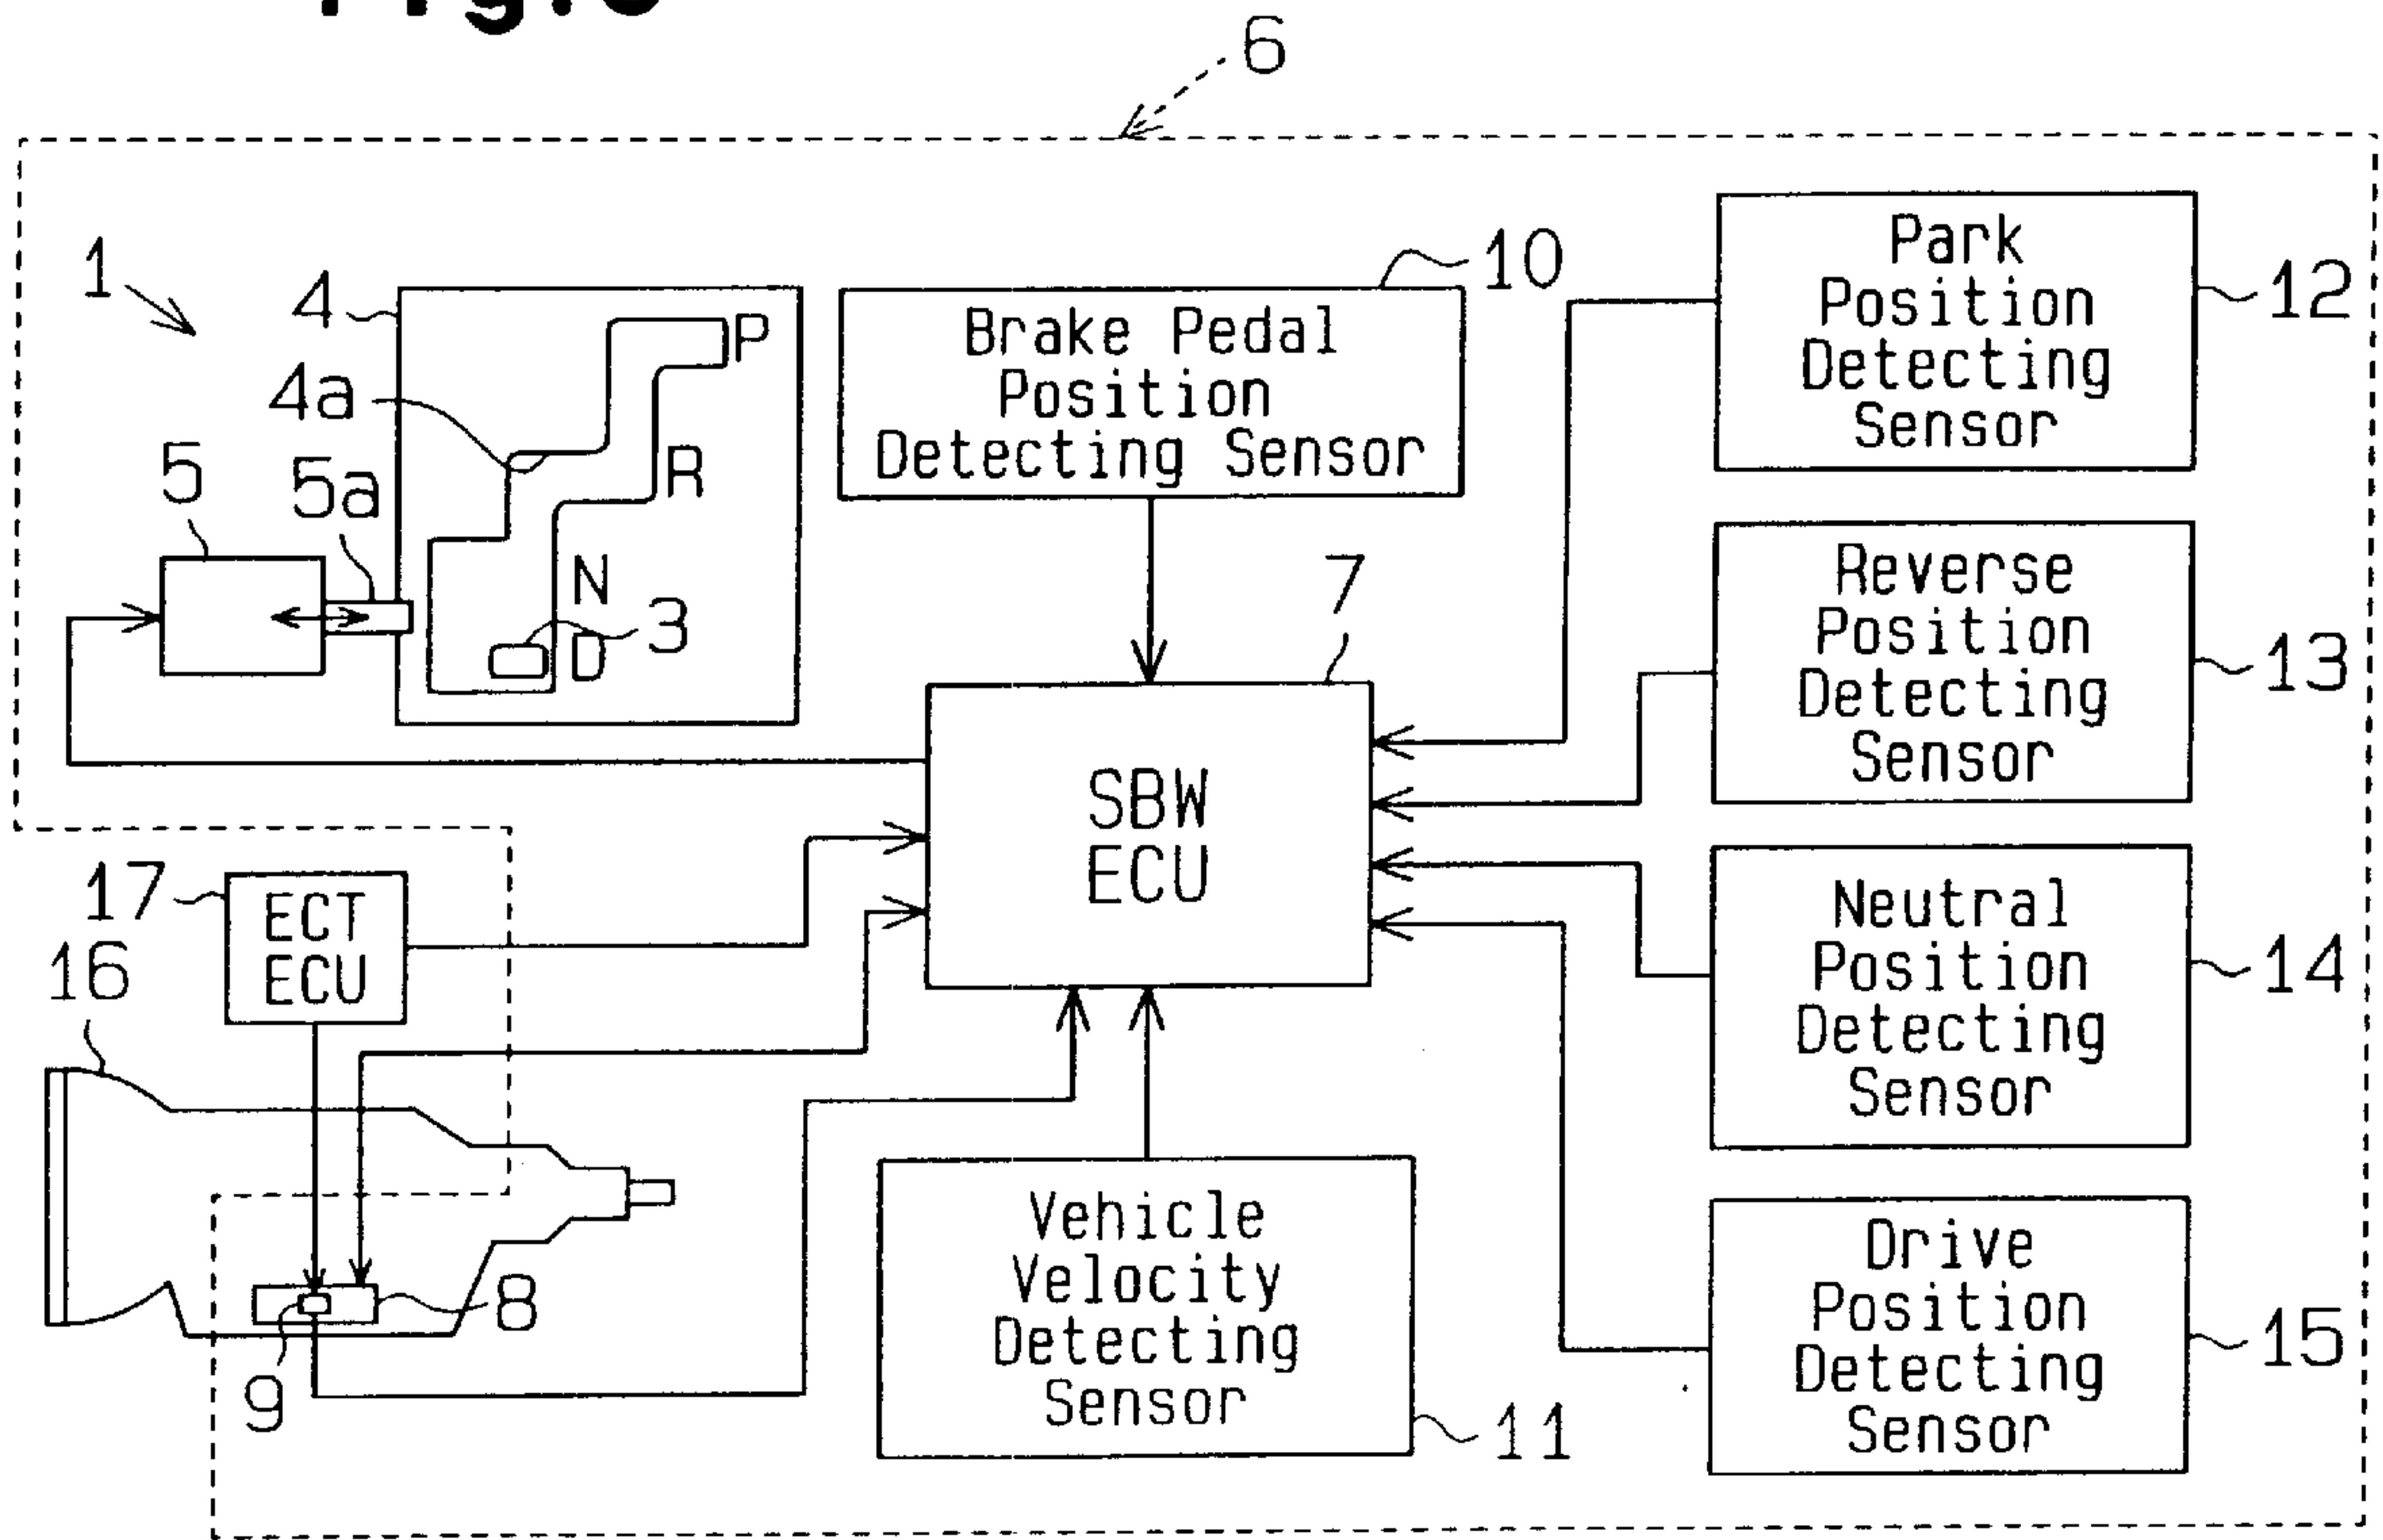 6
1
4
P
4a
R
5
5a
N
3
D
10
Brake Pedal
Position
Detecting Sensor
12
Park
Position
Detecting
Sensor
7
SBW
ECU
13
Reverse
Position
Detecting
Sensor
17
ECT
ECU
16
14
Neutral
Position
Detecting
Sensor
8
9
11
Vehicle
Velocity
Detecting
Sensor
15
Drive
Position
Detecting
Sensor